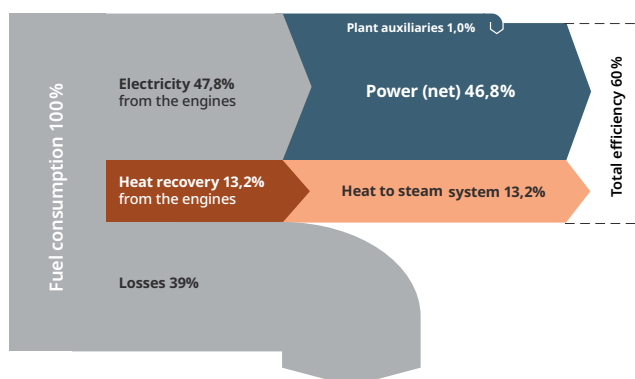 Fuel consumption 100%
Electricity 47,8%
from the engines
Plant auxiliaries 1,0%
Power (net) 46,8%
Heat recovery 13,2%
from the engines
Heat to steam system 13,2%
Losses 39%
Total efficiency 60%